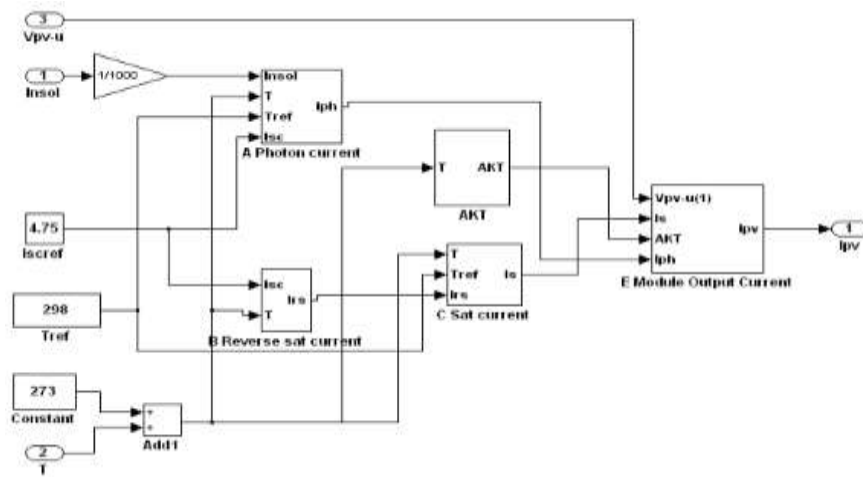 3
Vpv-u
1
Insol
1/1000
Insol
T
Tref
Isc
Iph
A Photon current
T
AKT
AKT
Vpv-u(1)
Is
AKT
Iph
Ipv
E Module Output Current
1
Ipv
4.75
Iscref
Isc
T
Irs
B Reverse sat current
T
Tref
Irs
Is
C Sat current
298
Tref
273
Constant
+
+
Add1
2
T